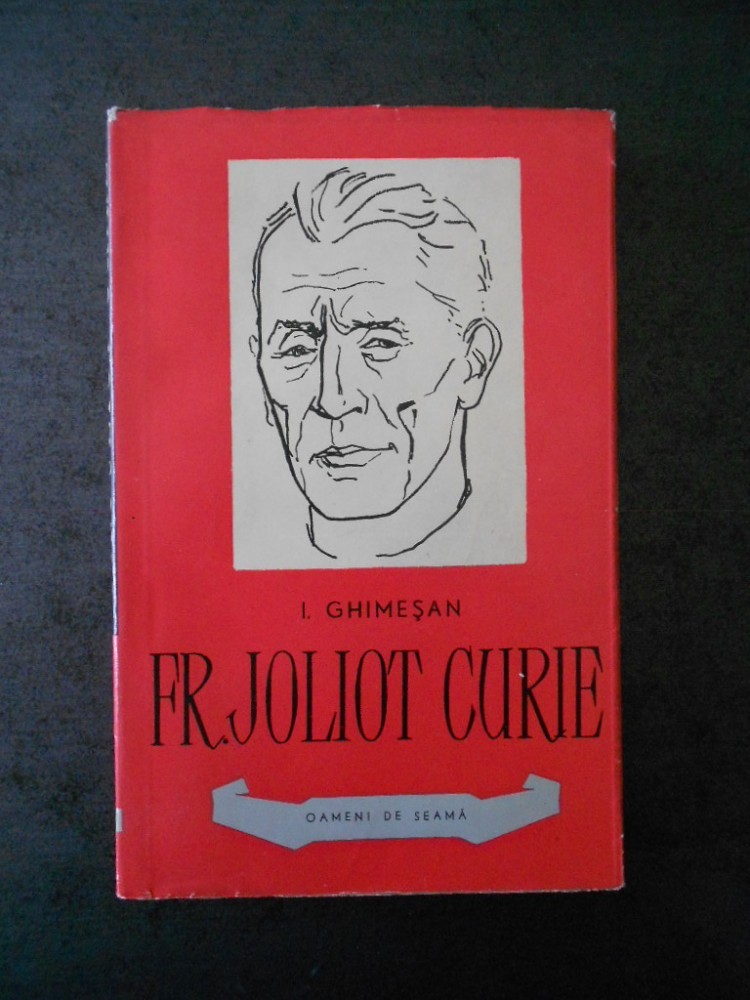 I. GHIMEŞAN
FR. JOLIOT CURIE
OAMENI DE SEAMĂ